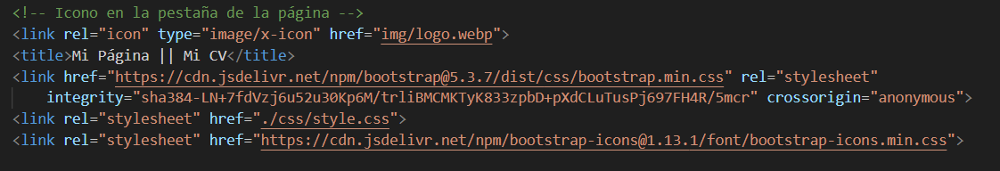 <!-- Icono en la pestaña de la página -->
<link rel="icon" type="image/x-icon" href="img/logo.webp">
<title>Mi Página || Mi CV</title>
<link href="https://cdn.jsdelivr.net/npm/bootstrap@5.3.7/dist/css/bootstrap.min.css" rel="stylesheet"
integrity="sha384-LN+7fdVzj6u52u30Kp6M/trliBMCMKTyK833zpbD+pXdCLuTusPj697FH4R/5mcr" crossorigin="anonymous">
<link rel="stylesheet" href="./css/style.css">
<link rel="stylesheet" href="https://cdn.jsdelivr.net/npm/bootstrap-icons@1.13.1/font/bootstrap-icons.min.css">